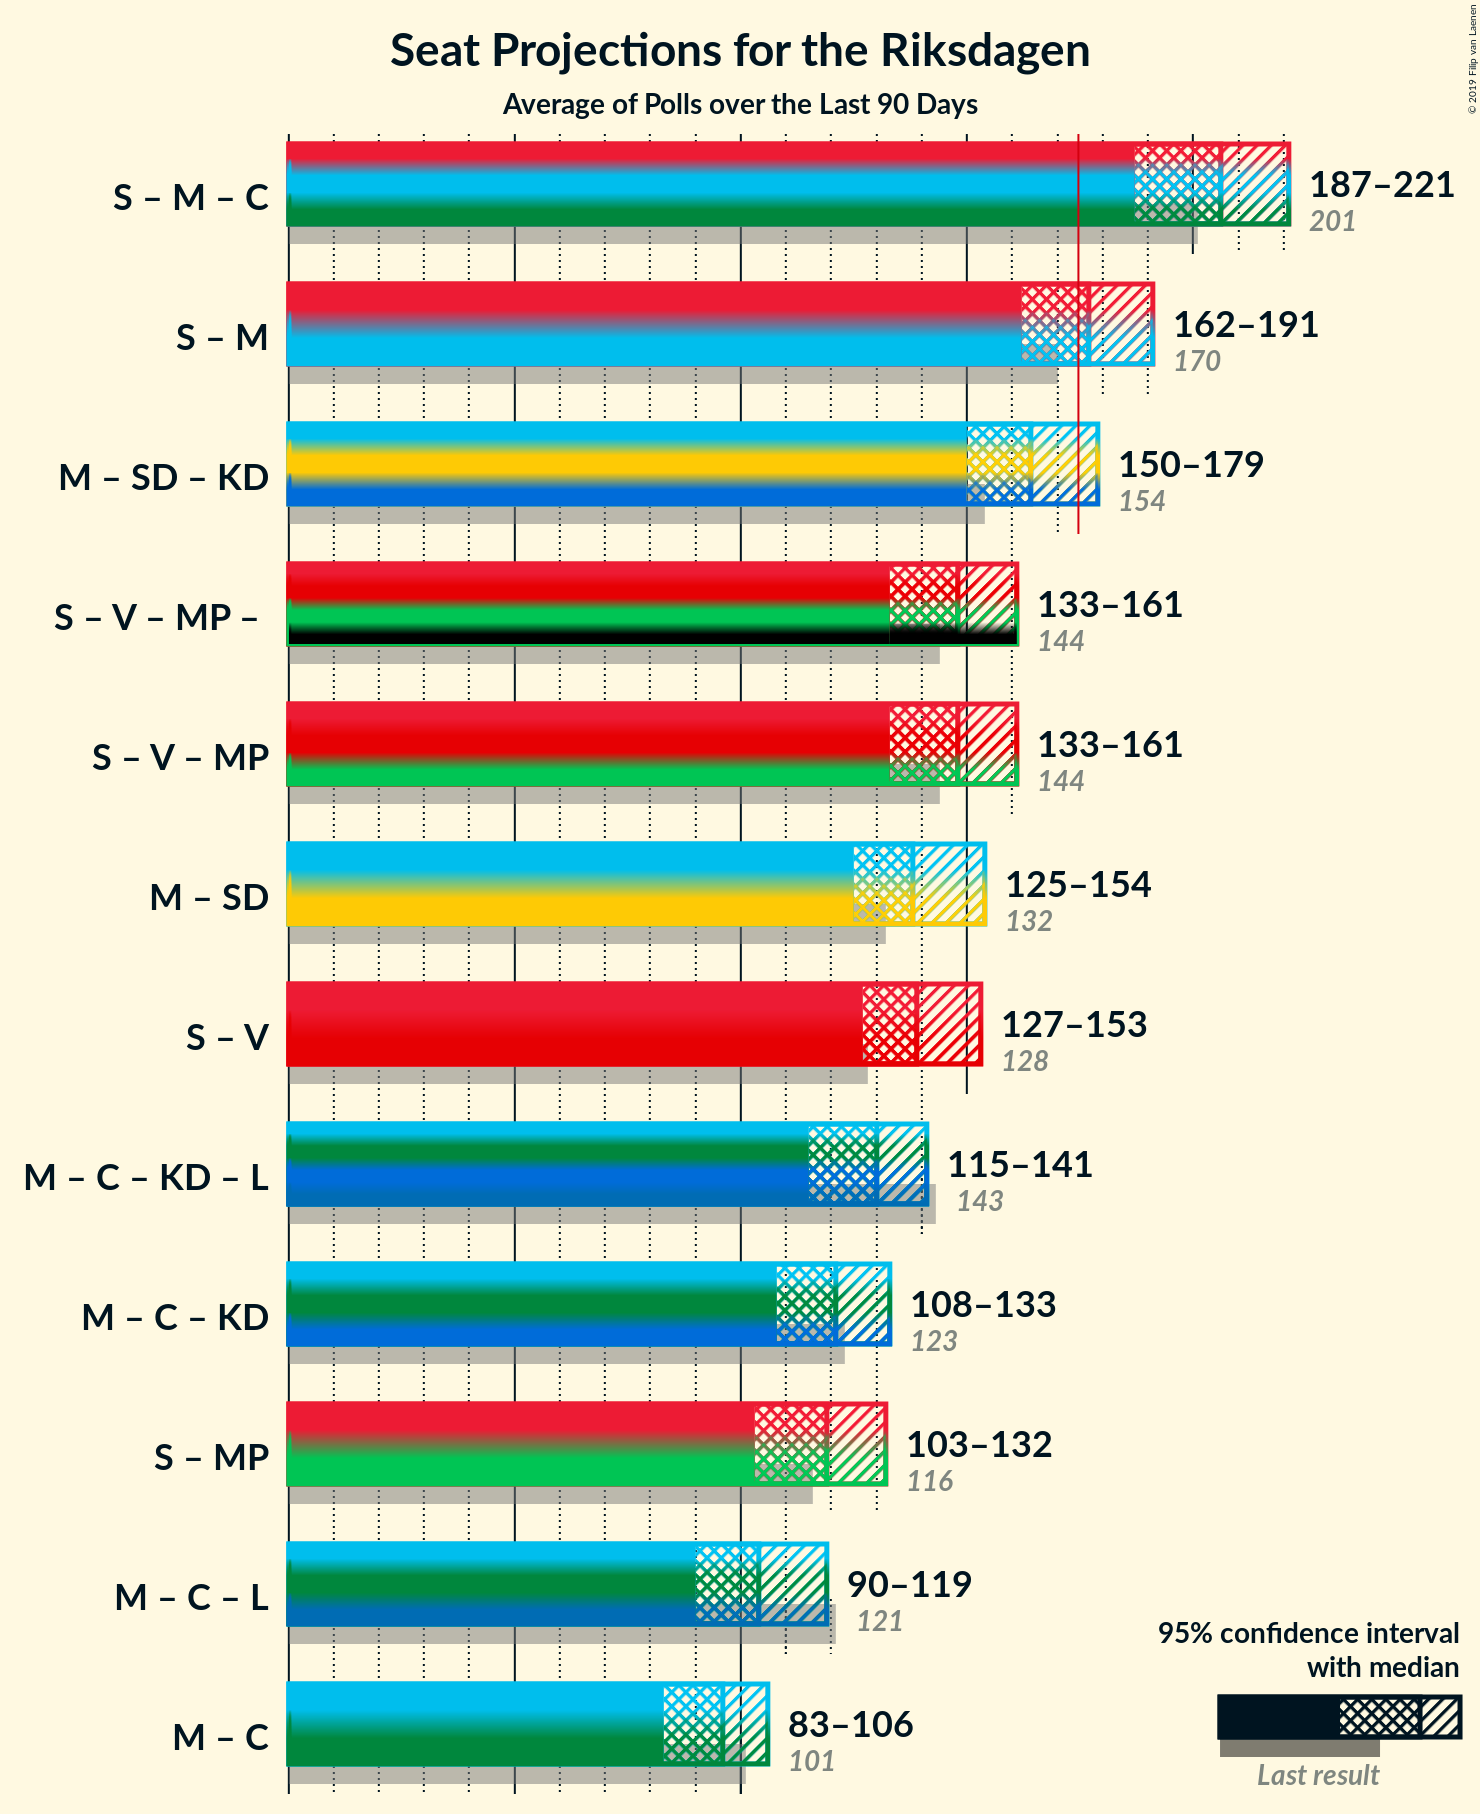 Seat Projections for the Riksdagen
Average of Polls over the Last 90 Days
© 2019 Filip van Laenen
S – M – C
187–221
201
S – M
162–191
170
M – SD – KD
150–179
154
S – V – MP –
133–161
144
S – V – MP
133–161
144
M – SD
125–154
132
S – V
127–153
128
M – C – KD – L
115–141
143
M – C – KD
108–133
123
S – MP
103–132
116
M – C – L
90–119
121
M – C
83–106
101
95% confidence interval
with median
Last result